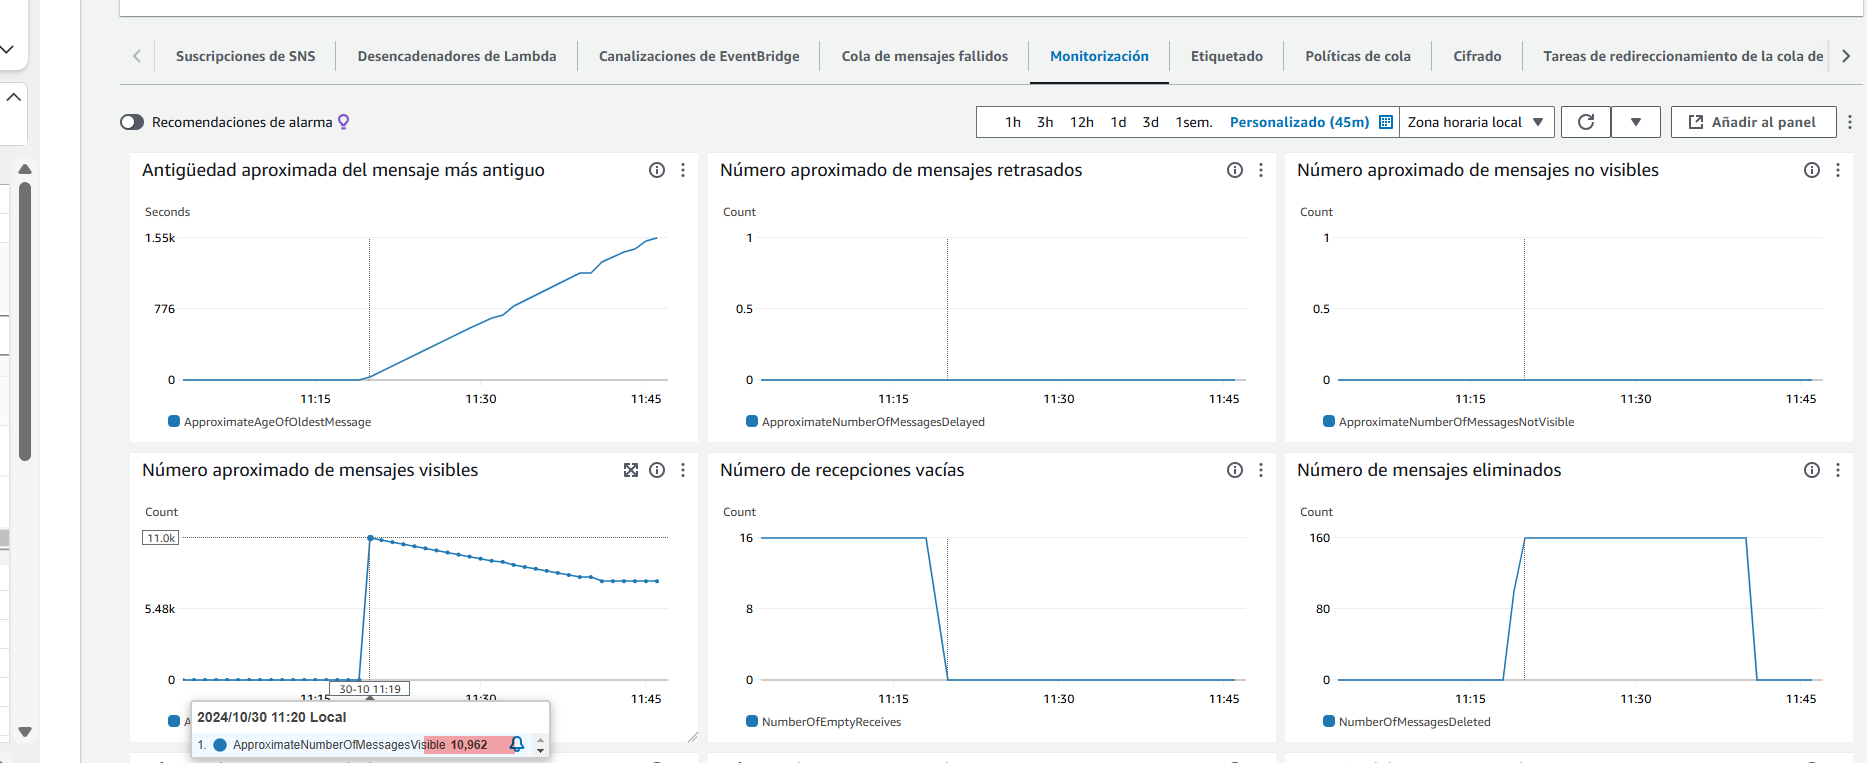 Suscripciones de SNS
Desencadenadores de Lambda
Canalizaciones de EventBridge
Cola de mensajes fallidos
Monitorización
Etiquetado
Políticas de cola
Cifrado
Tareas de redireccionamiento de la cola de
Recomendaciones de alarma
1h 3h 12h 1d 3d 1sem. Personalizado (45m)
Zona horaria local
Añadir al panel
Antigüedad aproximada del mensaje más antiguo
Seconds
1.55k
776
0
11:15 11:30 11:45
ApproximateAgeOfOldestMessage
Número aproximado de mensajes retrasados
Count
1
0.5
0
11:15 11:30 11:45
ApproximateNumberOfMessagesDelayed
Número aproximado de mensajes no visibles
Count
1
0.5
0
11:15 11:30 11:45
ApproximateNumberOfMessagesNotVisible
Número aproximado de mensajes visibles
Count
11.0k
5.48k
0
11:15 11:30 11:45
30-10 11:19
2024/10/30 11:20 Local
1. ApproximateNumberOfMessagesVisible 10,962
Número de recepciones vacías
Count
16
8
0
11:15 11:30 11:45
NumberOfEmptyReceives
Número de mensajes eliminados
Count
160
80
0
11:15 11:30 11:45
NumberOfMessagesDeleted